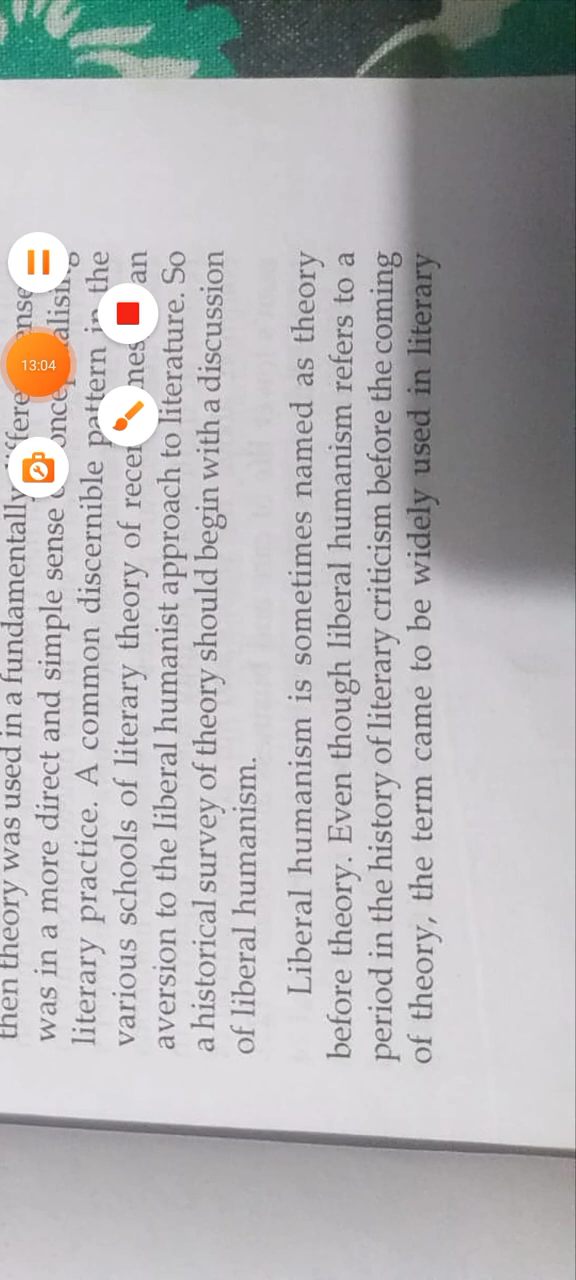 then theory was used in a fundamentally
was in a more direct and simple sense
literary practice. A common discernible pattern in the
various schools of literary theory of an
aversion to the liberal humanist approach to literature. So
a historical survey of theory should begin with a discussion
of liberal humanism.
Liberal humanism is sometimes named as theory
before theory. Even though liberal humanism refers to a
period in the history of literary criticism before the coming
of theory, the term came to be widely used in literary
13:04